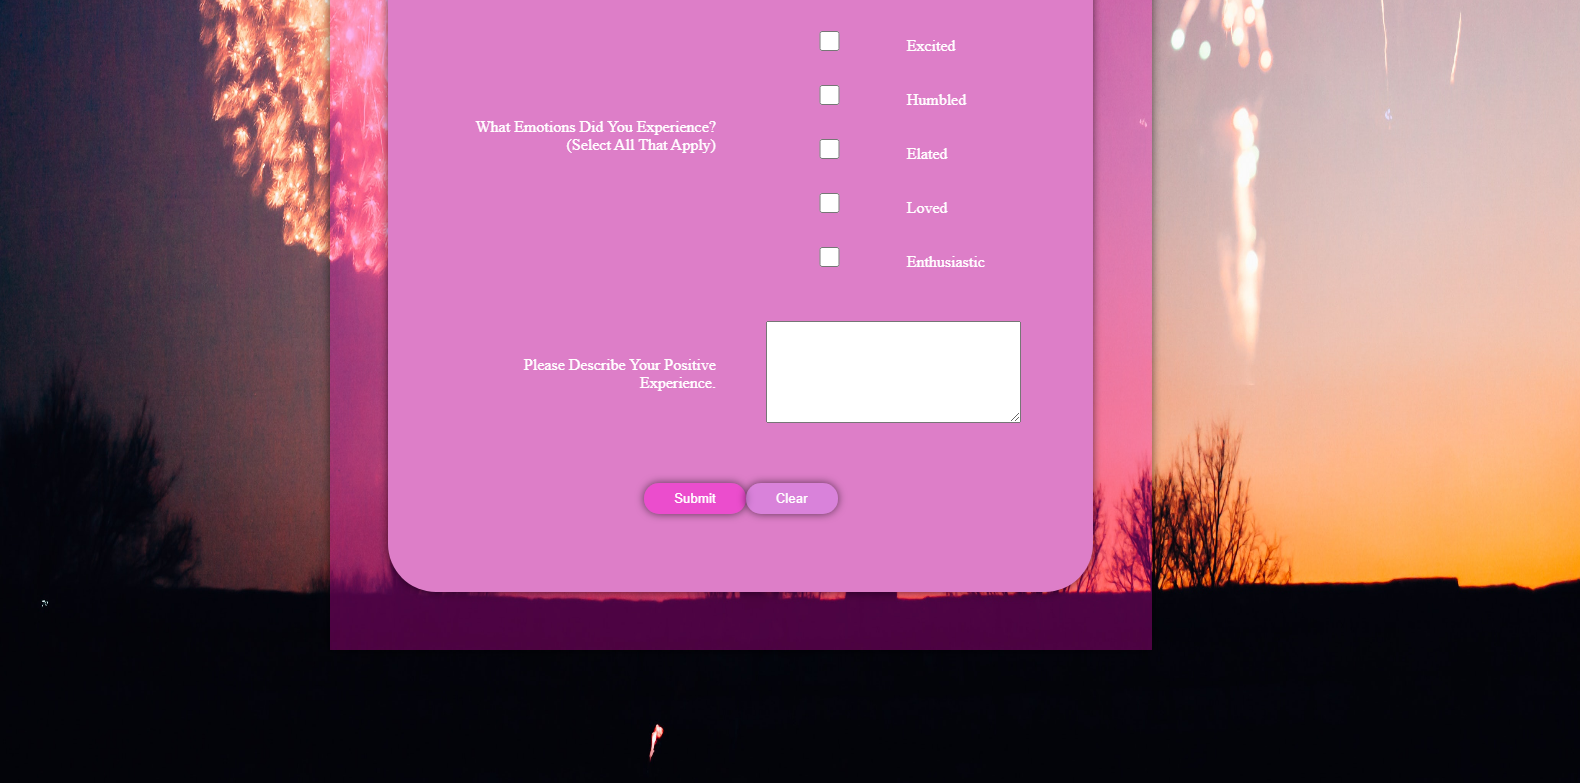 Excited
Humbled
What Emotions Did You Experience?
(Select All That Apply)
Elated
Loved
Enthusiastic
Please Describe Your Positive
Experience.
Submit
Clear